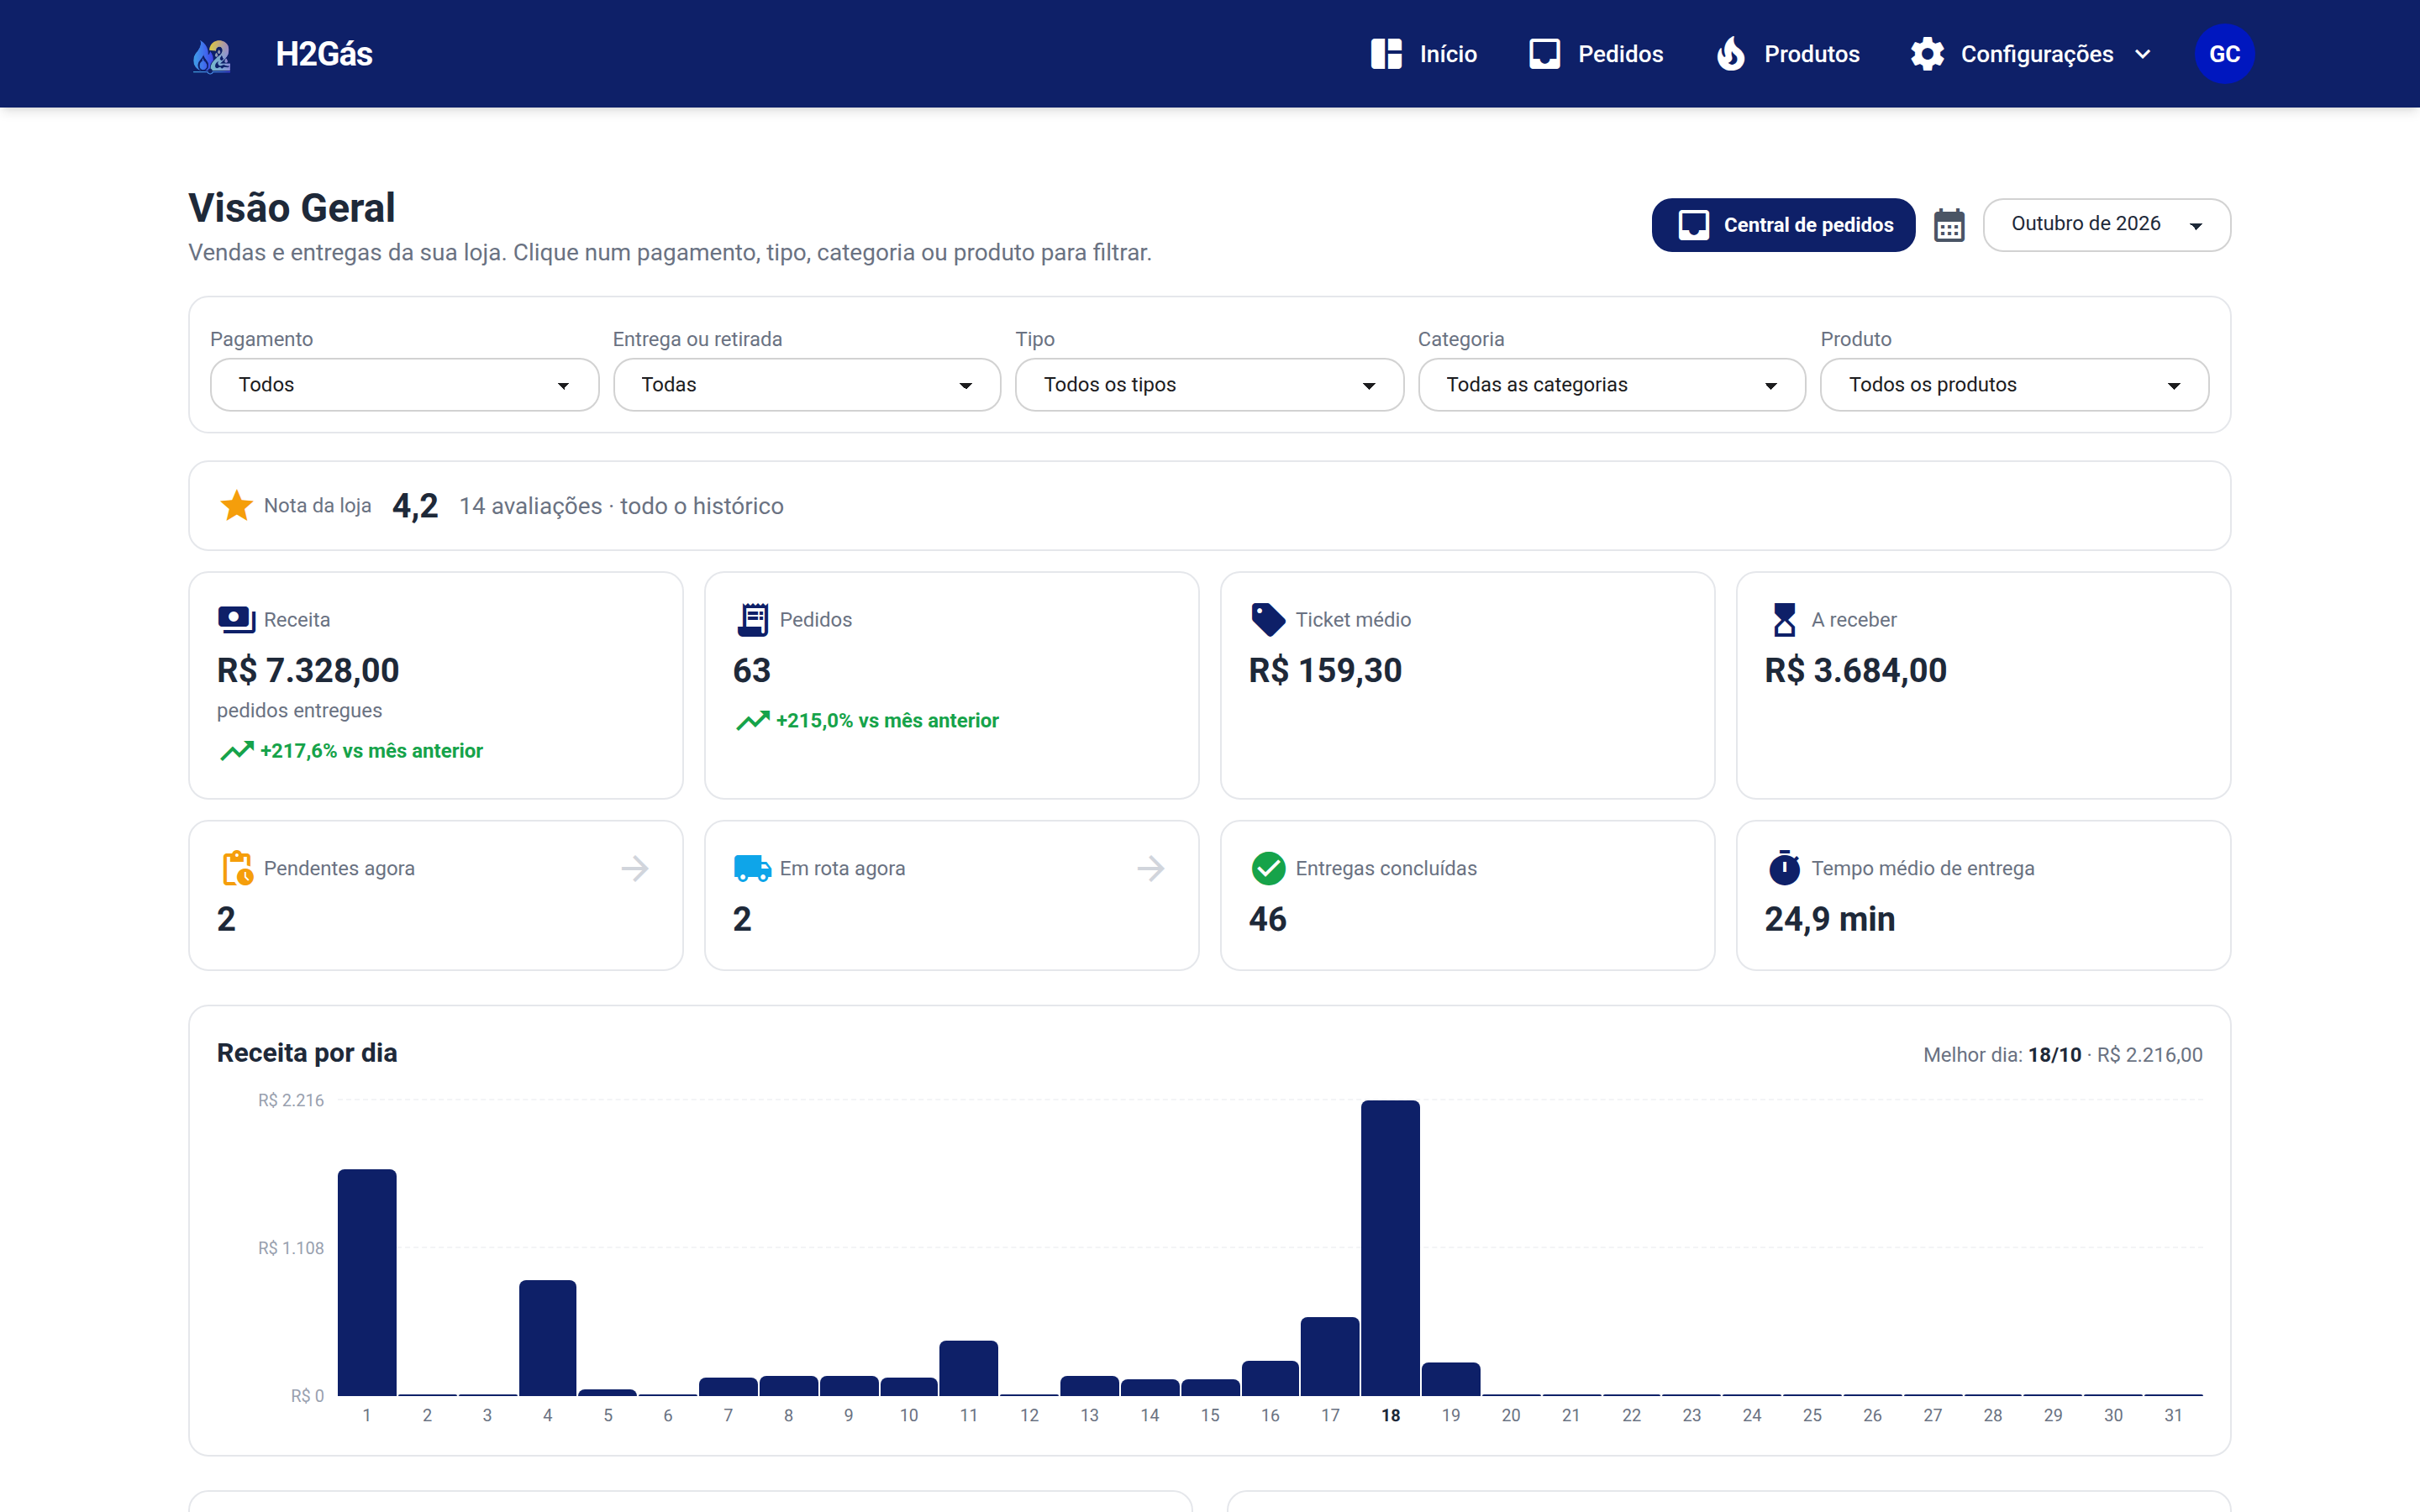 H2Gás
Início
Pedidos
Produtos
Configurações
GC
Visão Geral
Vendas e entregas da sua loja. Clique num pagamento, tipo, categoria ou produto para filtrar.
Central de pedidos
Outubro de 2026
Pagamento
Entrega ou retirada
Tipo
Categoria
Produto
Todos
Todas
Todos os tipos
Todas as categorias
Todos os produtos
Nota da loja 4,2 14 avaliações · todo o histórico
Receita
R$ 7.328,00
pedidos entregues
+217,6% vs mês anterior
Pedidos
63
+215,0% vs mês anterior
Ticket médio
R$ 159,30
A receber
R$ 3.684,00
Pendentes agora
2
Em rota agora
2
Entregas concluídas
46
Tempo médio de entrega
24,9 min
Receita por dia
Melhor dia: 18/10 · R$ 2.216,00
R$ 2.216
R$ 1.108
R$ 0
1 2 3 4 5 6 7 8 9 10 11 12 13 14 15 16 17 18 19 20 21 22 23 24 25 26 27 28 29 30 31